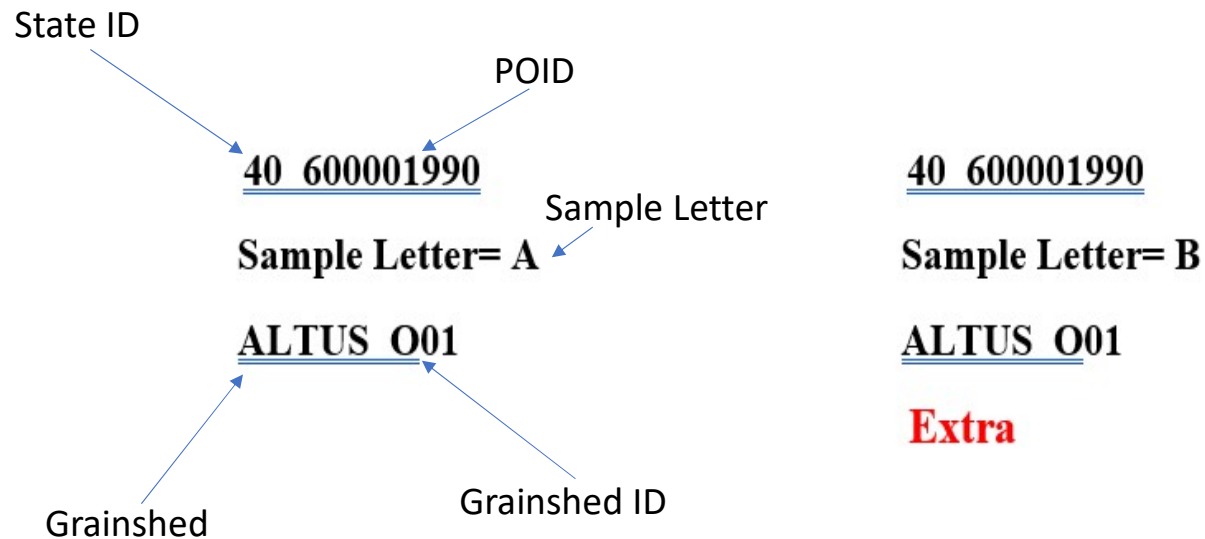 State ID
POID
40 600001990
40 600001990
Sample Letter
Sample Letter= A
Sample Letter= B
ALTUS O01
ALTUS O01
Extra
Grainshed ID
Grainshed